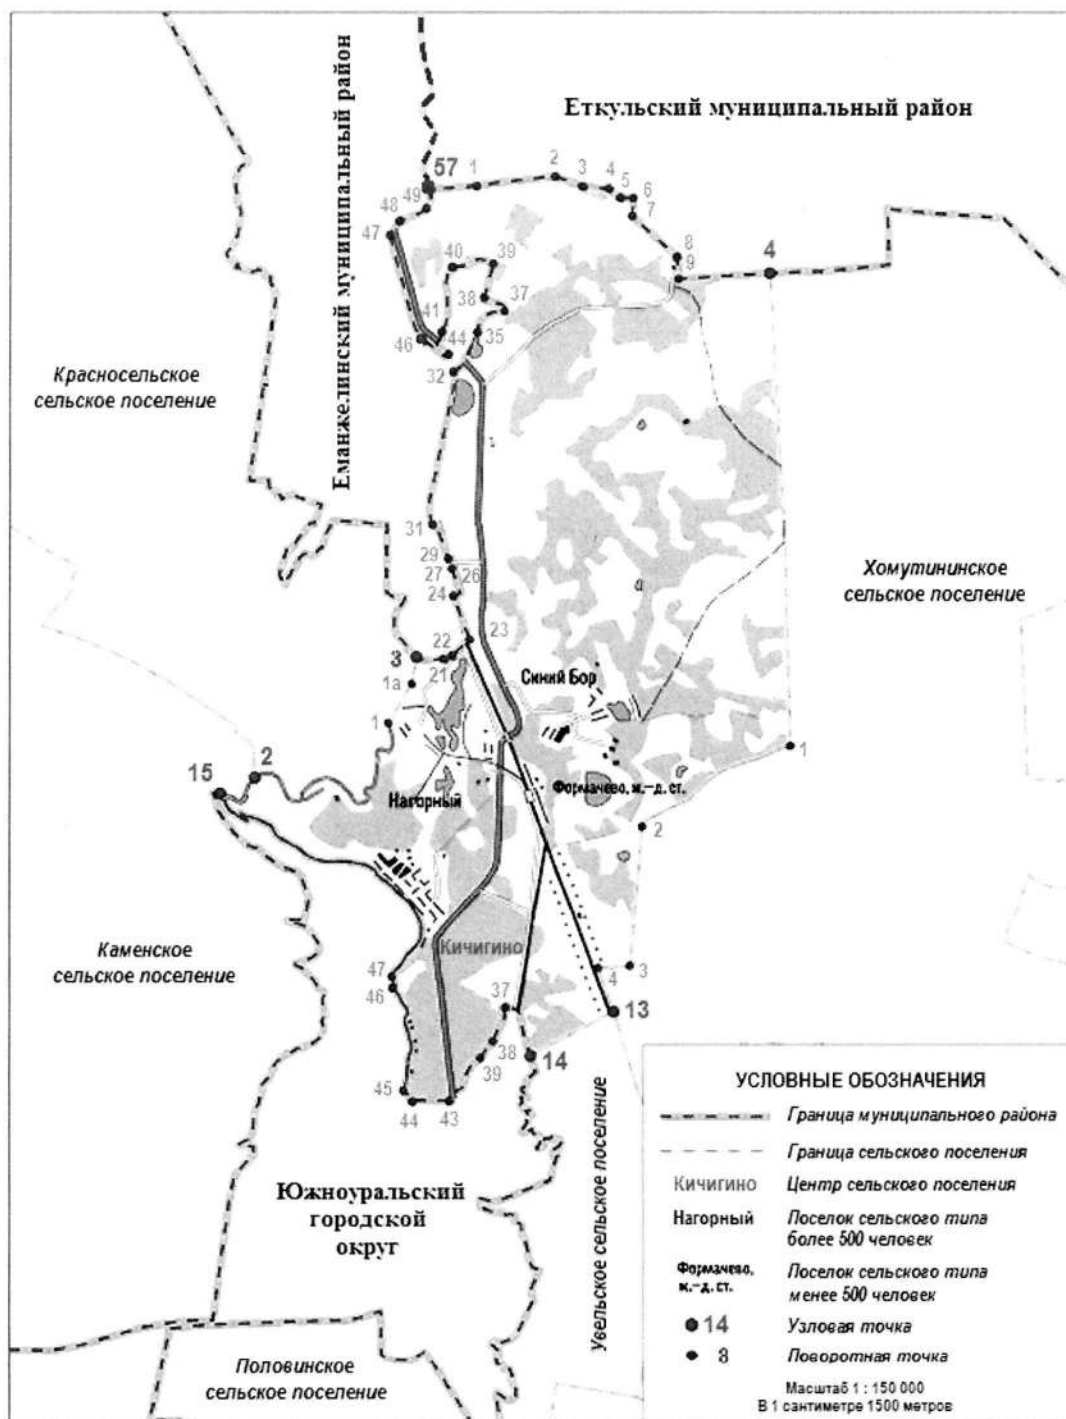 Еткульский муниципальный район
Еманжелинский муниципальный район
57
1
2
3
4
5
6
7
8
9
4
49
48
47
40
39
38
37
41
44
35
46
32
Красносельское
сельское поселение
31
29
27
26
24
Хомутининское
сельское поселение
23
22
3
21
1а
Синий Бор
1
1
2
15
Нагорный
Формачево, ж.-д. ст.
2
Каменское
сельское поселение
Кичигино
47
46
4
3
37
13
38
14
39
45
44
43
Южноуральский
городской
округ
Увельское сельское поселение
Половинское
сельское поселение
УСЛОВНЫЕ ОБОЗНАЧЕНИЯ
Граница муниципального района
Граница сельского поселения
Кичигино Центр сельского поселения
Нагорный Поселок сельского типа
более 500 человек
Формачево, Поселок сельского типа
ж.-д. ст. менее 500 человек
14 Узловая точка
8 Поворотная точка
Масштаб 1 : 150 000
В 1 сантиметре 1500 метров